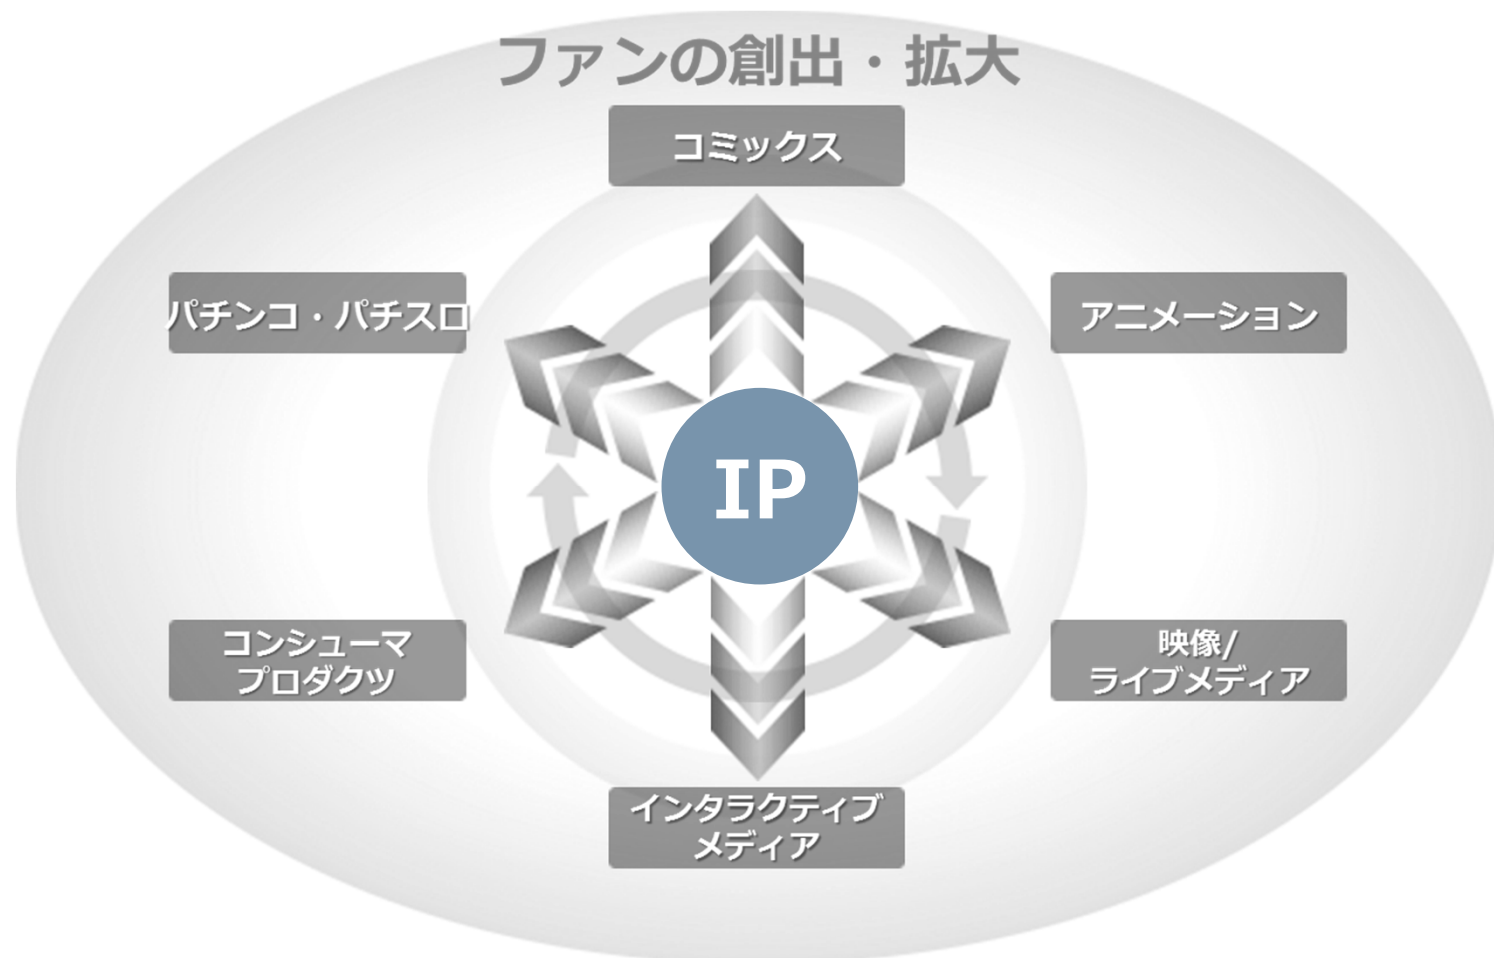 ファンの創出・拡大
コミックス
パチンコ・パチスロ
アニメーション
IP
コンシューマ
プロダクツ
映像/
ライブメディア
インタラクティブ
メディア